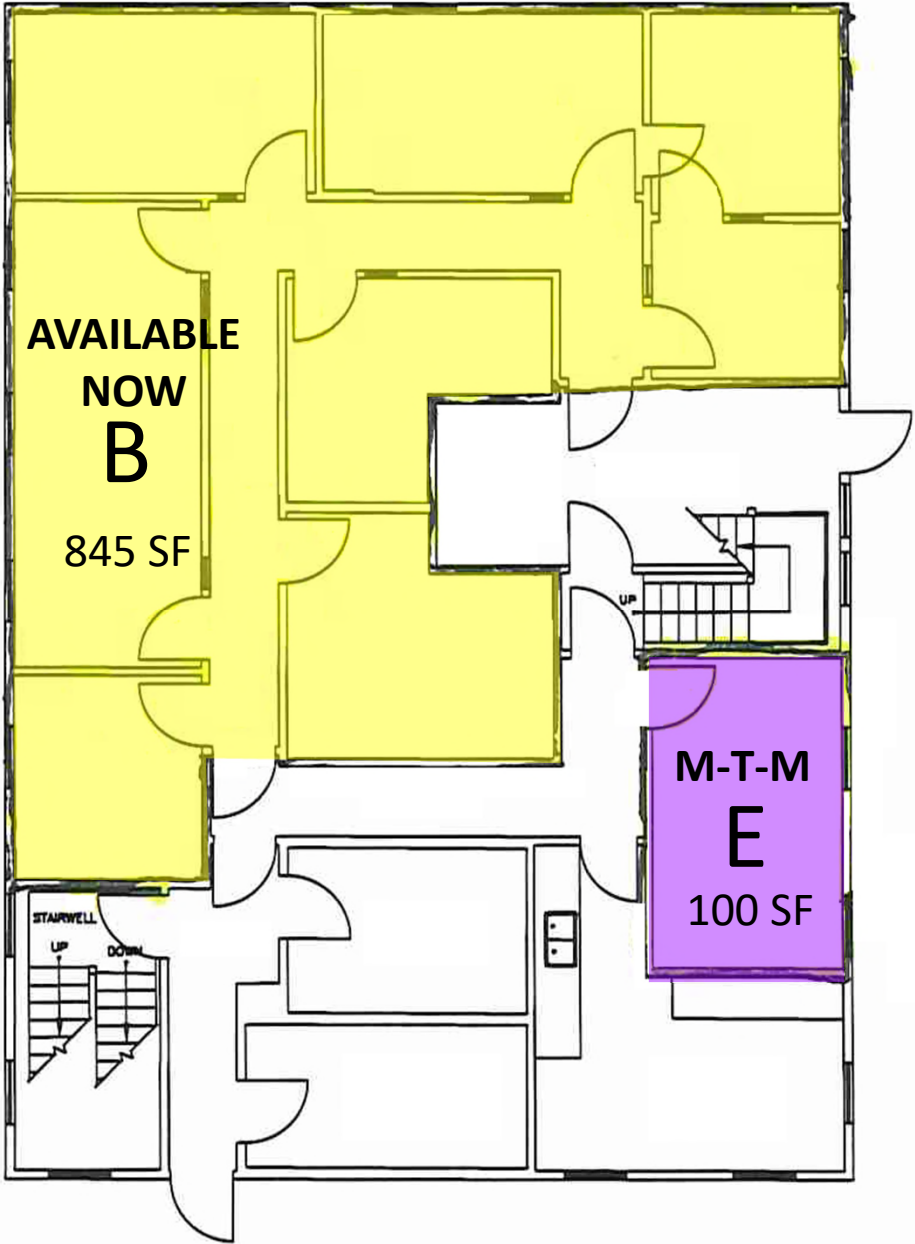 AVAILABLE
NOW
B
845 SF
UP
M-T-M
E
100 SF
STAIRWELL
UP
DOWN